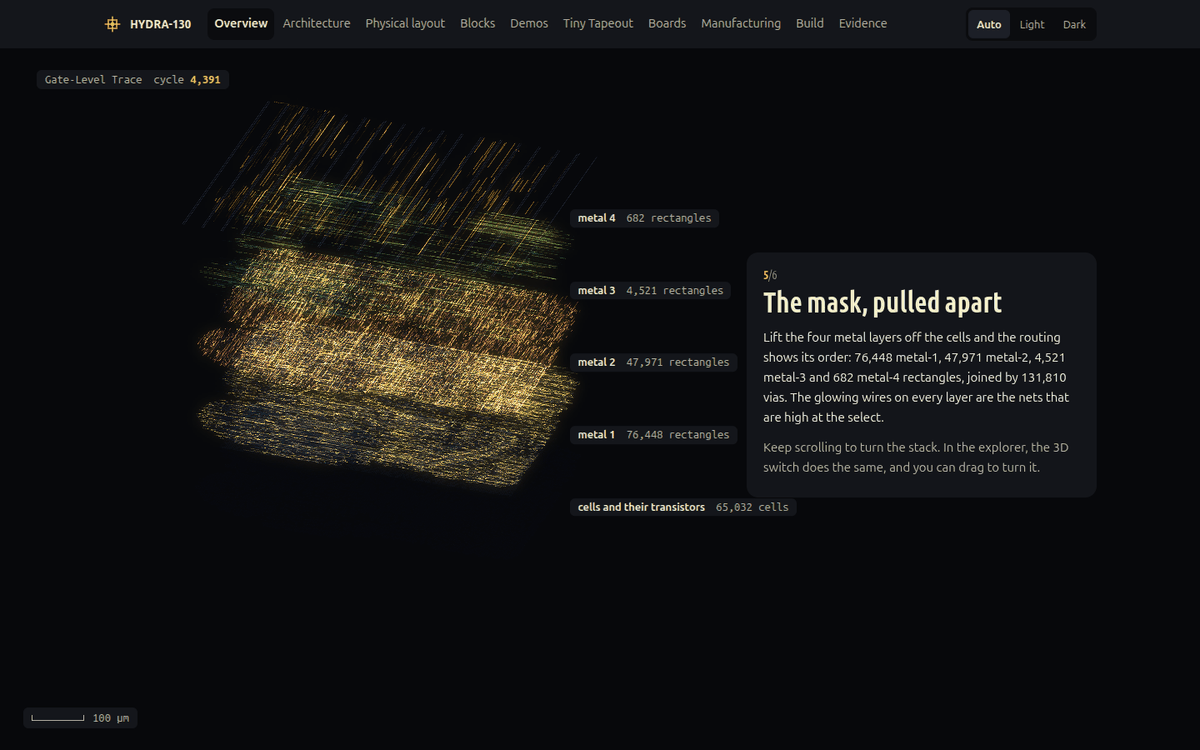 HYDRA-130 Overview Architecture Physical layout Blocks Demos Tiny Tapeout Boards Manufacturing Build Evidence Auto Light Dark
Gate-Level Trace cycle 4,391
metal 4 682 rectangles
metal 3 4,521 rectangles
metal 2 47,971 rectangles
metal 1 76,448 rectangles
cells and their transistors 65,032 cells
5/6
The mask, pulled apart
Lift the four metal layers off the cells and the routing
shows its order: 76,448 metal-1, 47,971 metal-2, 4,521
metal-3 and 682 metal-4 rectangles, joined by 131,810
vias. The glowing wires on every layer are the nets that
are high at the select.
Keep scrolling to turn the stack. In the explorer, the 3D
switch does the same, and you can drag to turn it.
100 µm